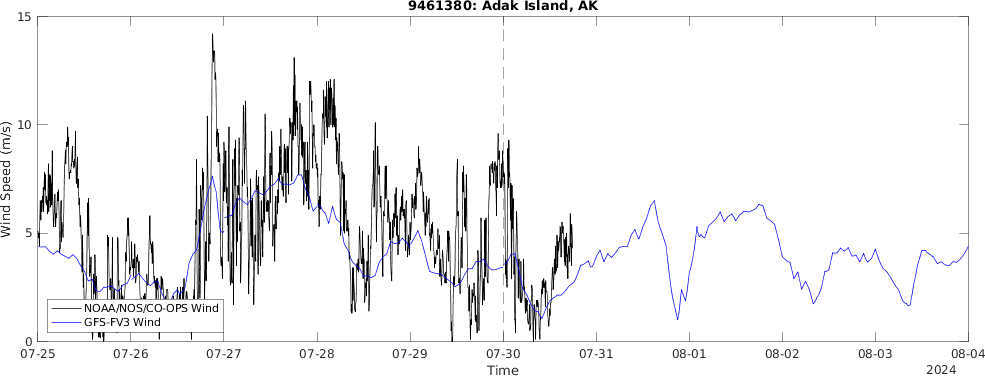 9461380: Adak Island, AK
Wind Speed (m/s)
15
10
5
0
NOAA/NOS/CO-OPS Wind
GFS-FV3 Wind
07-25 07-26 07-27 07-28 07-29 07-30 07-31 08-01 08-02 08-03 08-04
Time
2024